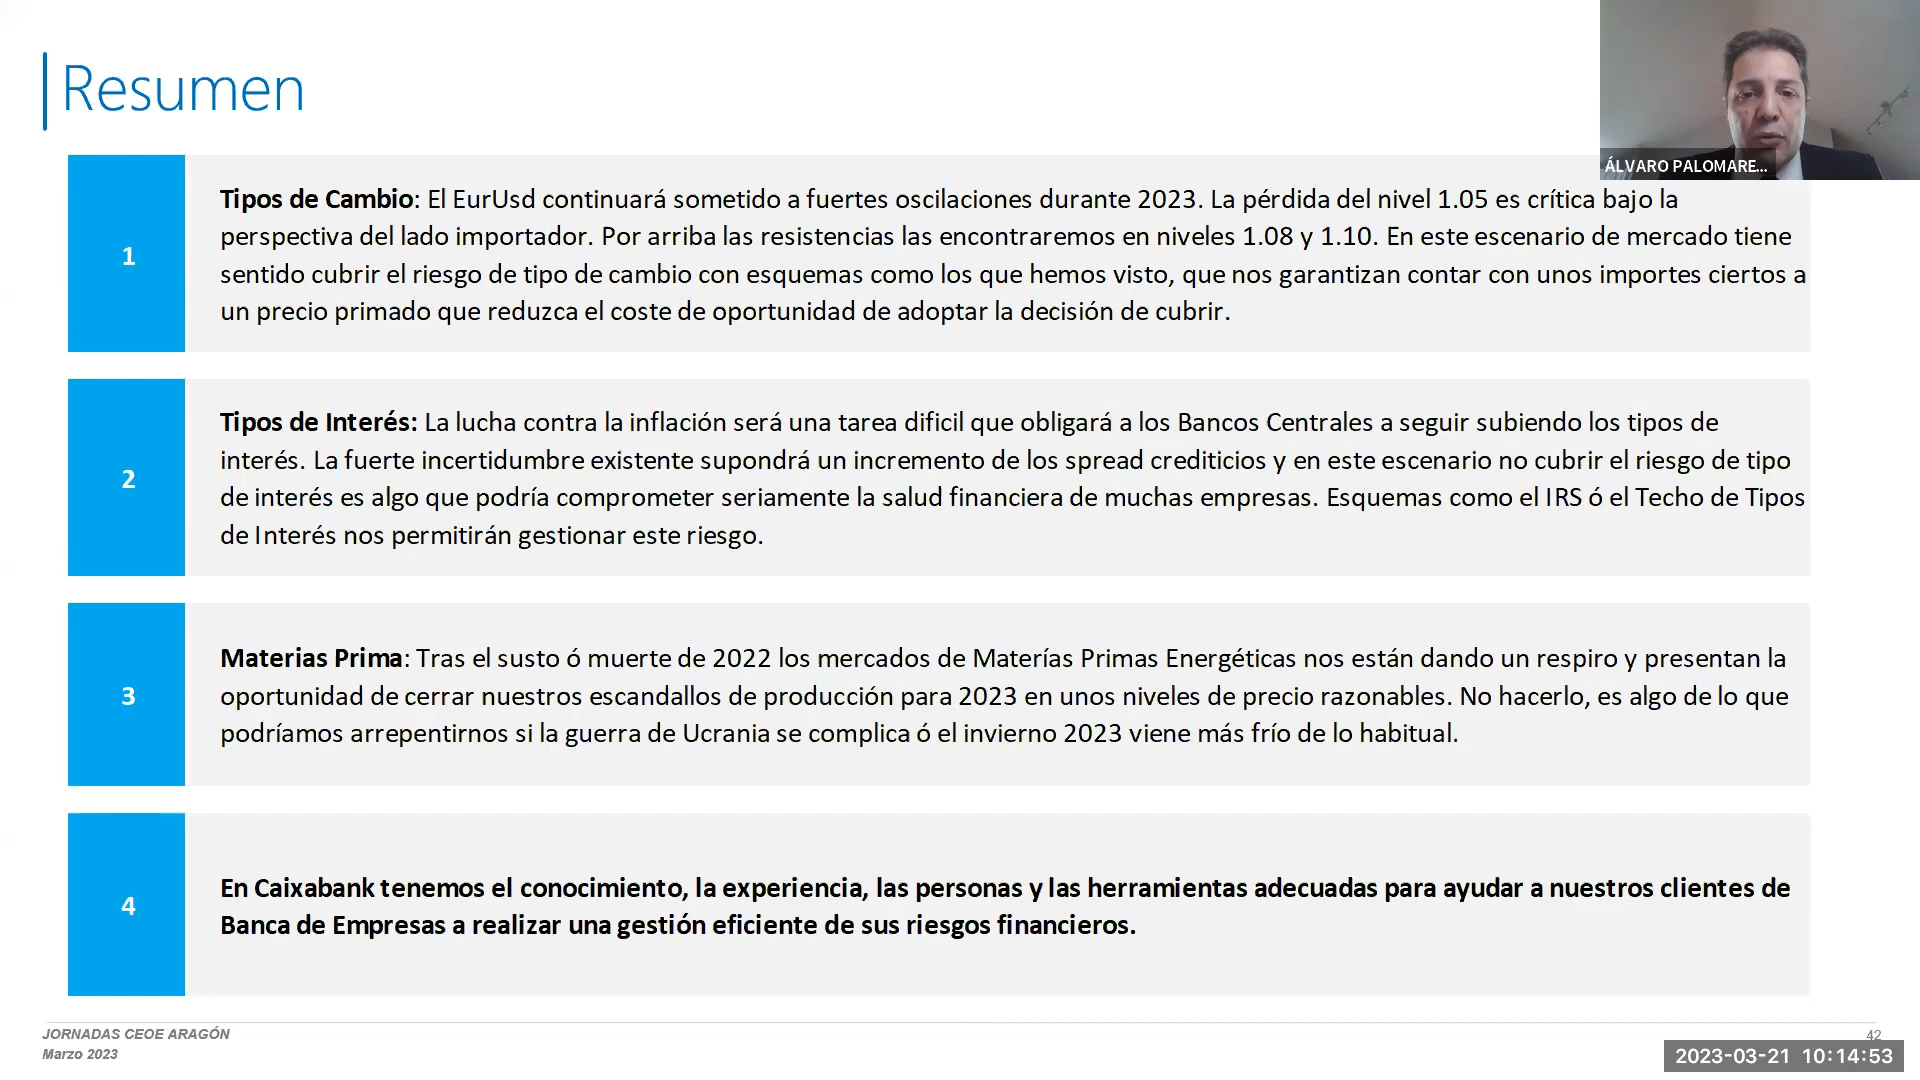 Resumen
ÁLVARO PALOMARE...
1
Tipos de Cambio: El EurUsd continuará sometido a fuertes oscilaciones durante 2023. La pérdida del nivel 1.05 es crítica bajo la
perspectiva del lado importador. Por arriba las resistencias las encontraremos en niveles 1.08 y 1.10. En este escenario de mercado tiene
sentido cubrir el riesgo de tipo de cambio con esquemas como los que hemos visto, que nos garantizan contar con unos importes ciertos a
un precio primado que reduzca el coste de oportunidad de adoptar la decisión de cubrir.
2
Tipos de Interés: La lucha contra la inflación será una tarea dificil que obligará a los Bancos Centrales a seguir subiendo los tipos de
interés. La fuerte incertidumbre existente supondrá un incremento de los spread crediticios y en este escenario no cubrir el riesgo de tipo
de interés es algo que podría comprometer seriamente la salud financiera de muchas empresas. Esquemas como el IRS ó el Techo de Tipos
de Interés nos permitirán gestionar este riesgo.
3
Materias Prima: Tras el susto ó muerte de 2022 los mercados de Materías Primas Energéticas nos están dando un respiro y presentan la
oportunidad de cerrar nuestros escandallos de producción para 2023 en unos niveles de precio razonables. No hacerlo, es algo de lo que
podríamos arrepentirnos si la guerra de Ucrania se complica ó el invierno 2023 viene más frío de lo habitual.
4
En Caixabank tenemos el conocimiento, la experiencia, las personas y las herramientas adecuadas para ayudar a nuestros clientes de
Banca de Empresas a realizar una gestión eficiente de sus riesgos financieros.
JORNADAS CEOE ARAGÓN
Marzo 2023
42
2023-03-21 10:14:53